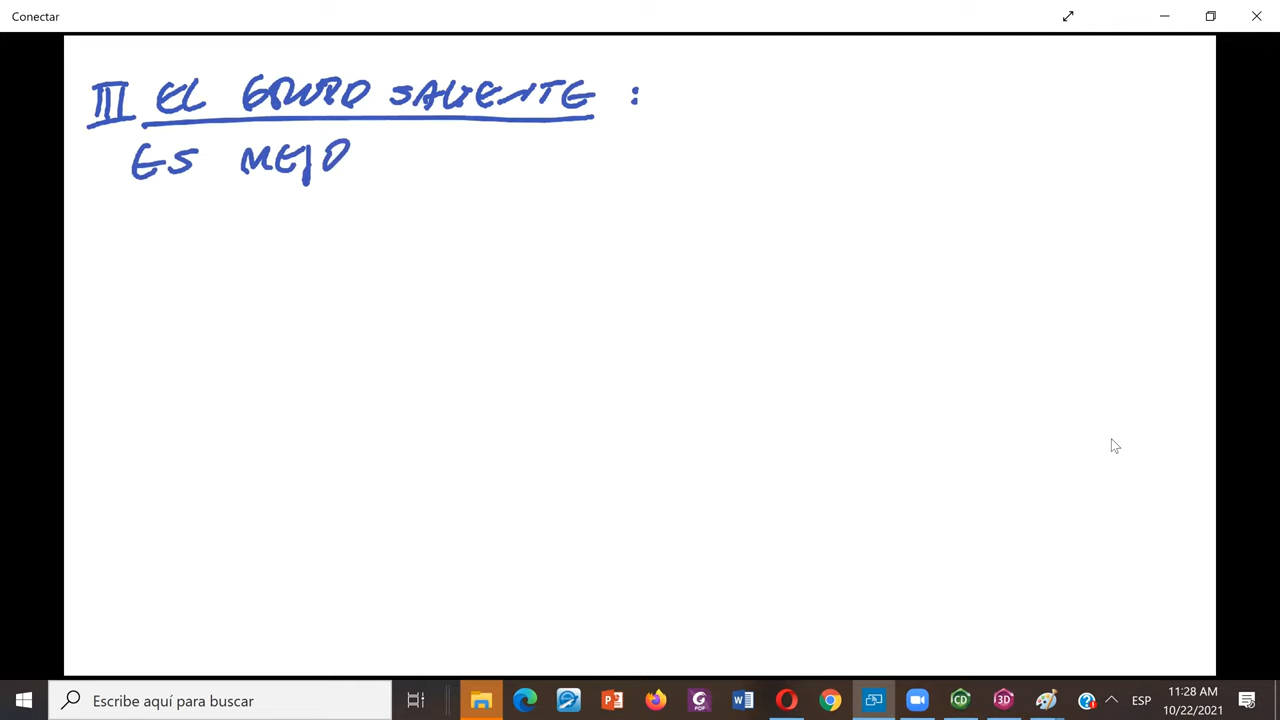 Conectar
III EL GRUPO SALIENTE :
ES MEJO
Escribe aquí para buscar
ESP
11:28 AM
10/22/2021